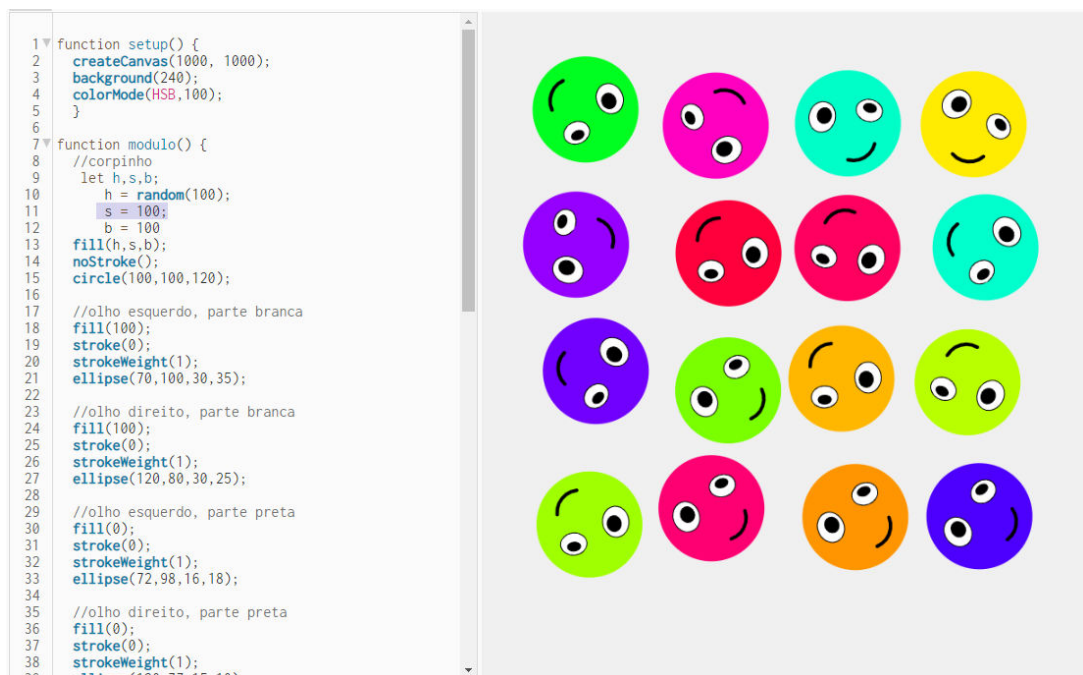 1 function setup() {
2 createCanvas(1000, 1000);
3 background(240);
4 colorMode(HSB,100);
5 }
6
7 function modulo() {
8 //corpinho
9 let h,s,b;
10 h = random(100);
11 s = 100;
12 b = 100
13 fill(h,s,b);
14 noStroke();
15 circle(100,100,120);
16
17 //olho esquerdo, parte branca
18 fill(100);
19 stroke(0);
20 strokeWeight(1);
21 ellipse(70,100,30,35);
22
23 //olho direito, parte branca
24 fill(100);
25 stroke(0);
26 strokeWeight(1);
27 ellipse(120,80,30,25);
28
29 //olho esquerdo, parte preta
30 fill(0);
31 stroke(0);
32 strokeWeight(1);
33 ellipse(72,98,16,18);
34
35 //olho direito, parte preta
36 fill(0);
37 stroke(0);
38 strokeWeight(1);